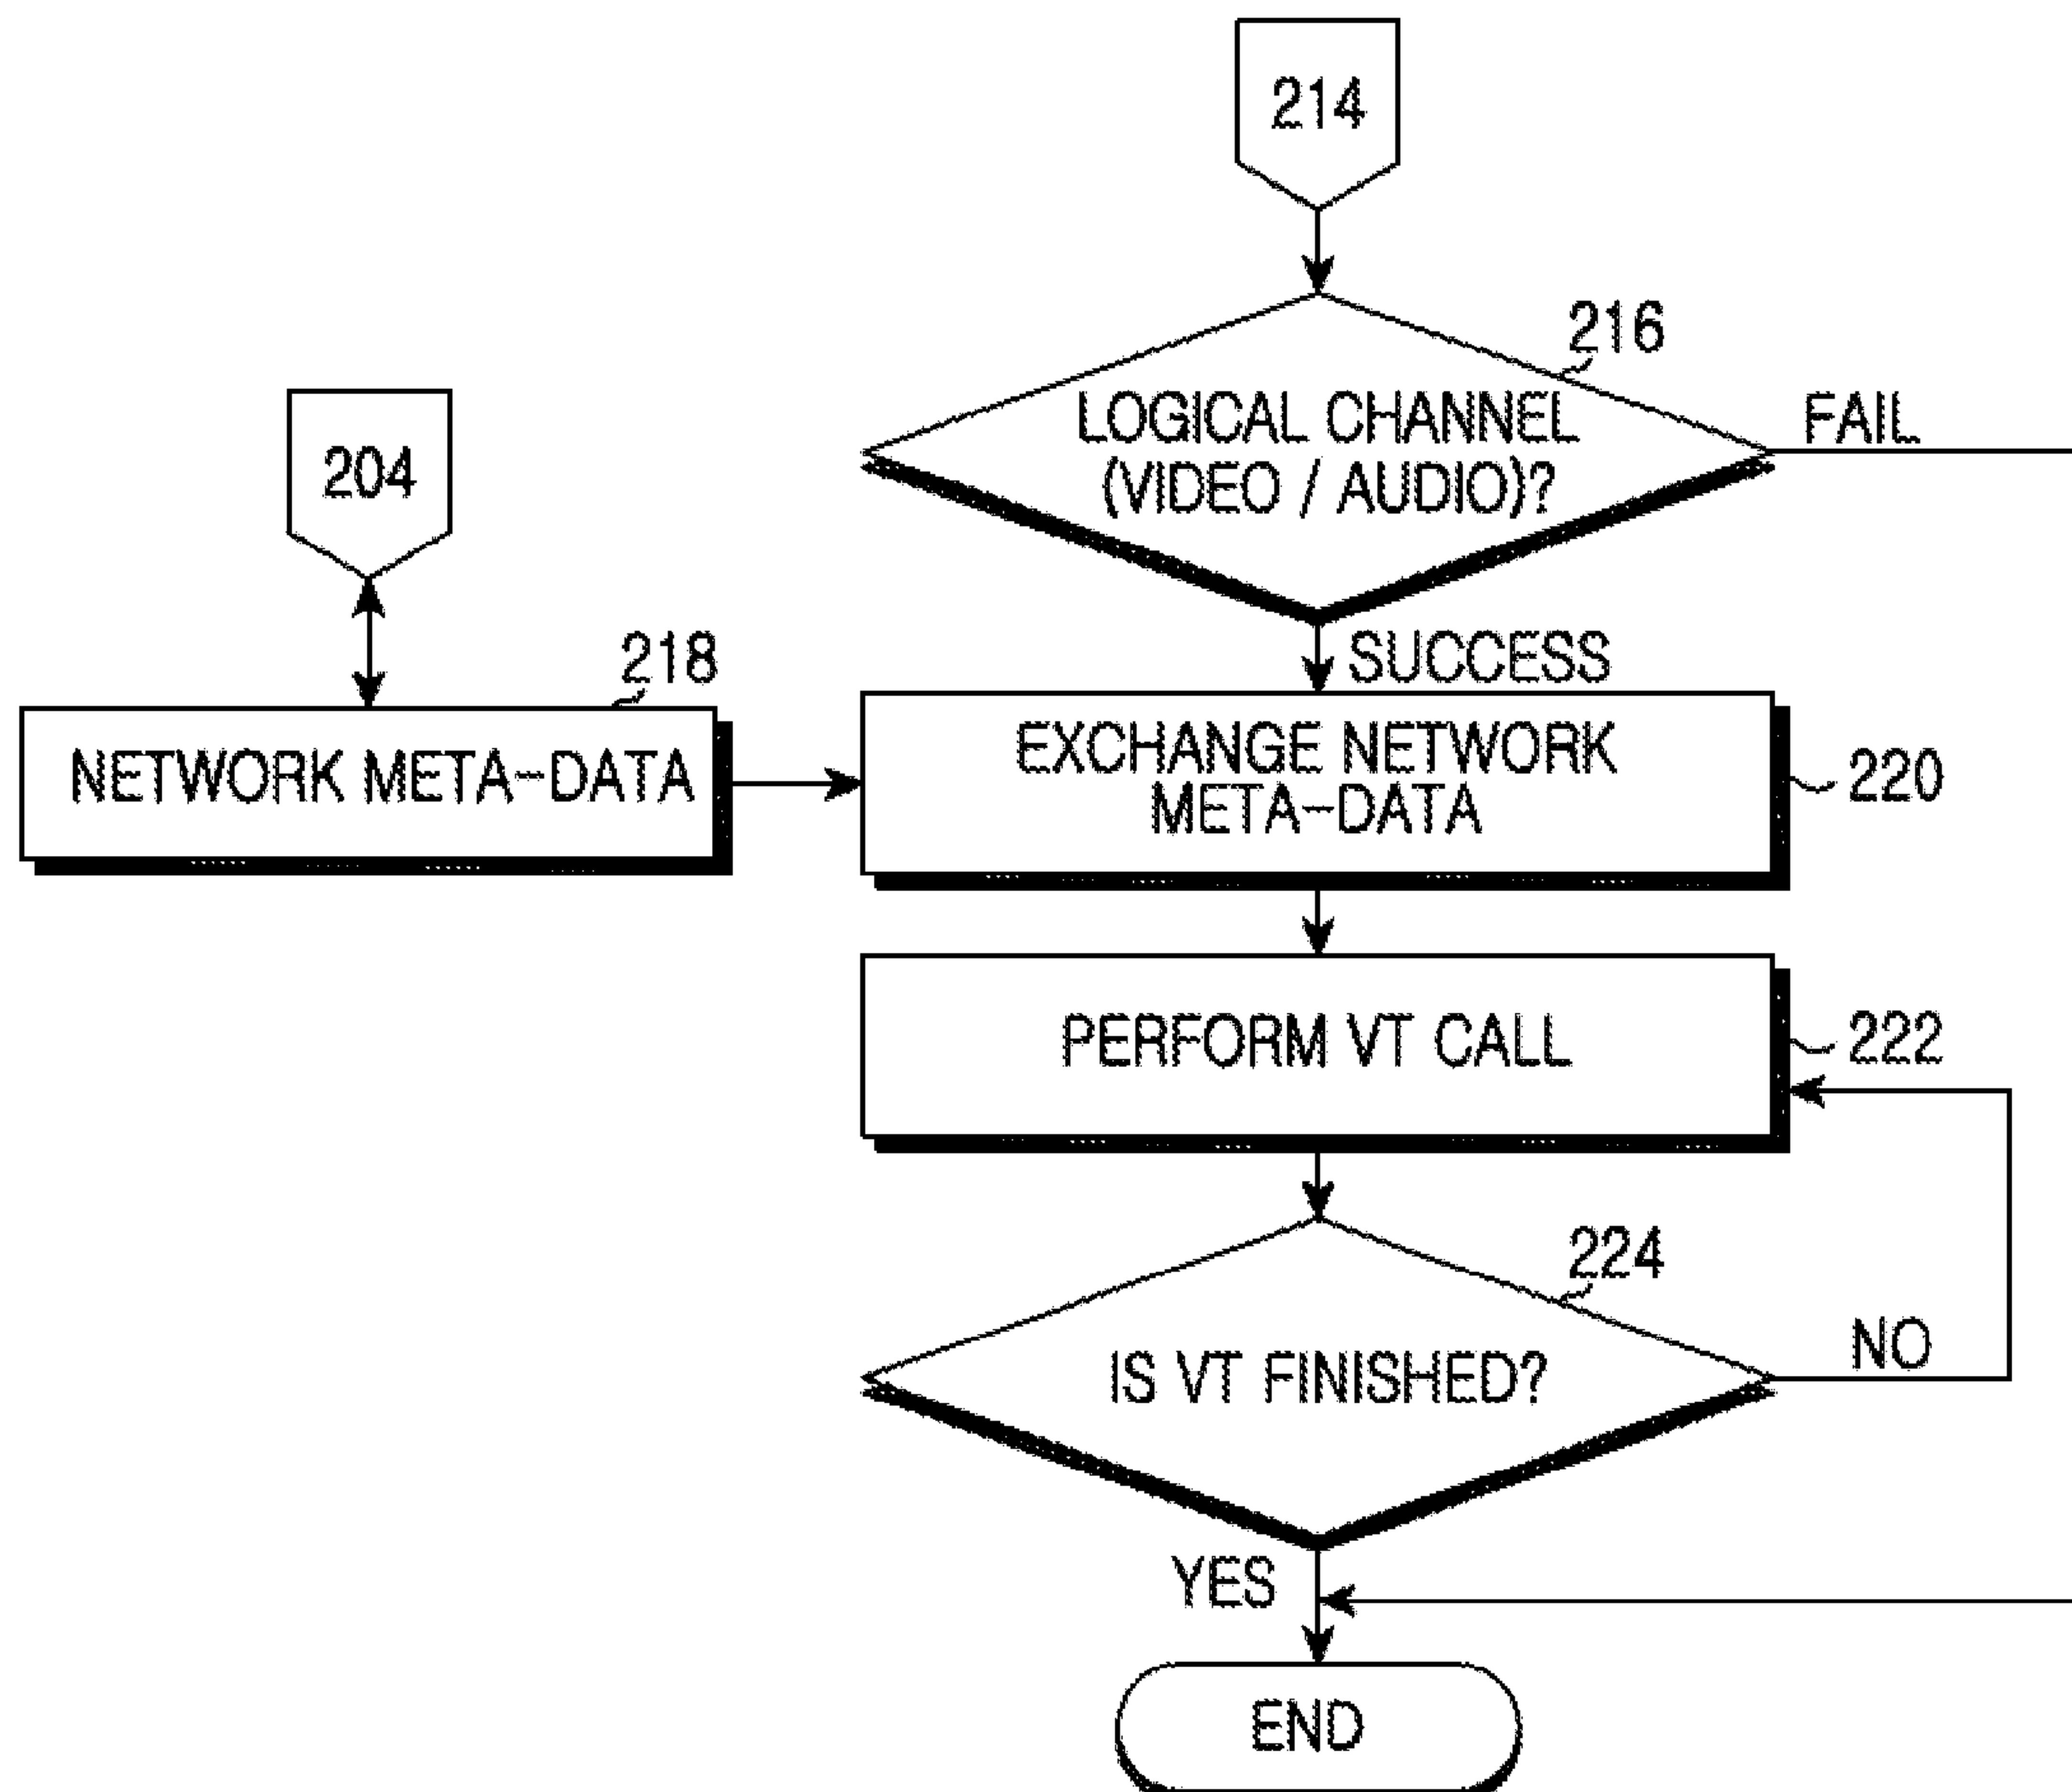 214
216
LOGICAL CHANNEL
(VIDEO / AUDIO)?
FAIL
204
SUCCESS
218
NETWORK META-DATA
EXCHANGE NETWORK
META-DATA
220
PERFORM VT CALL
222
224
IS VT FINISHED?
NO
YES
END